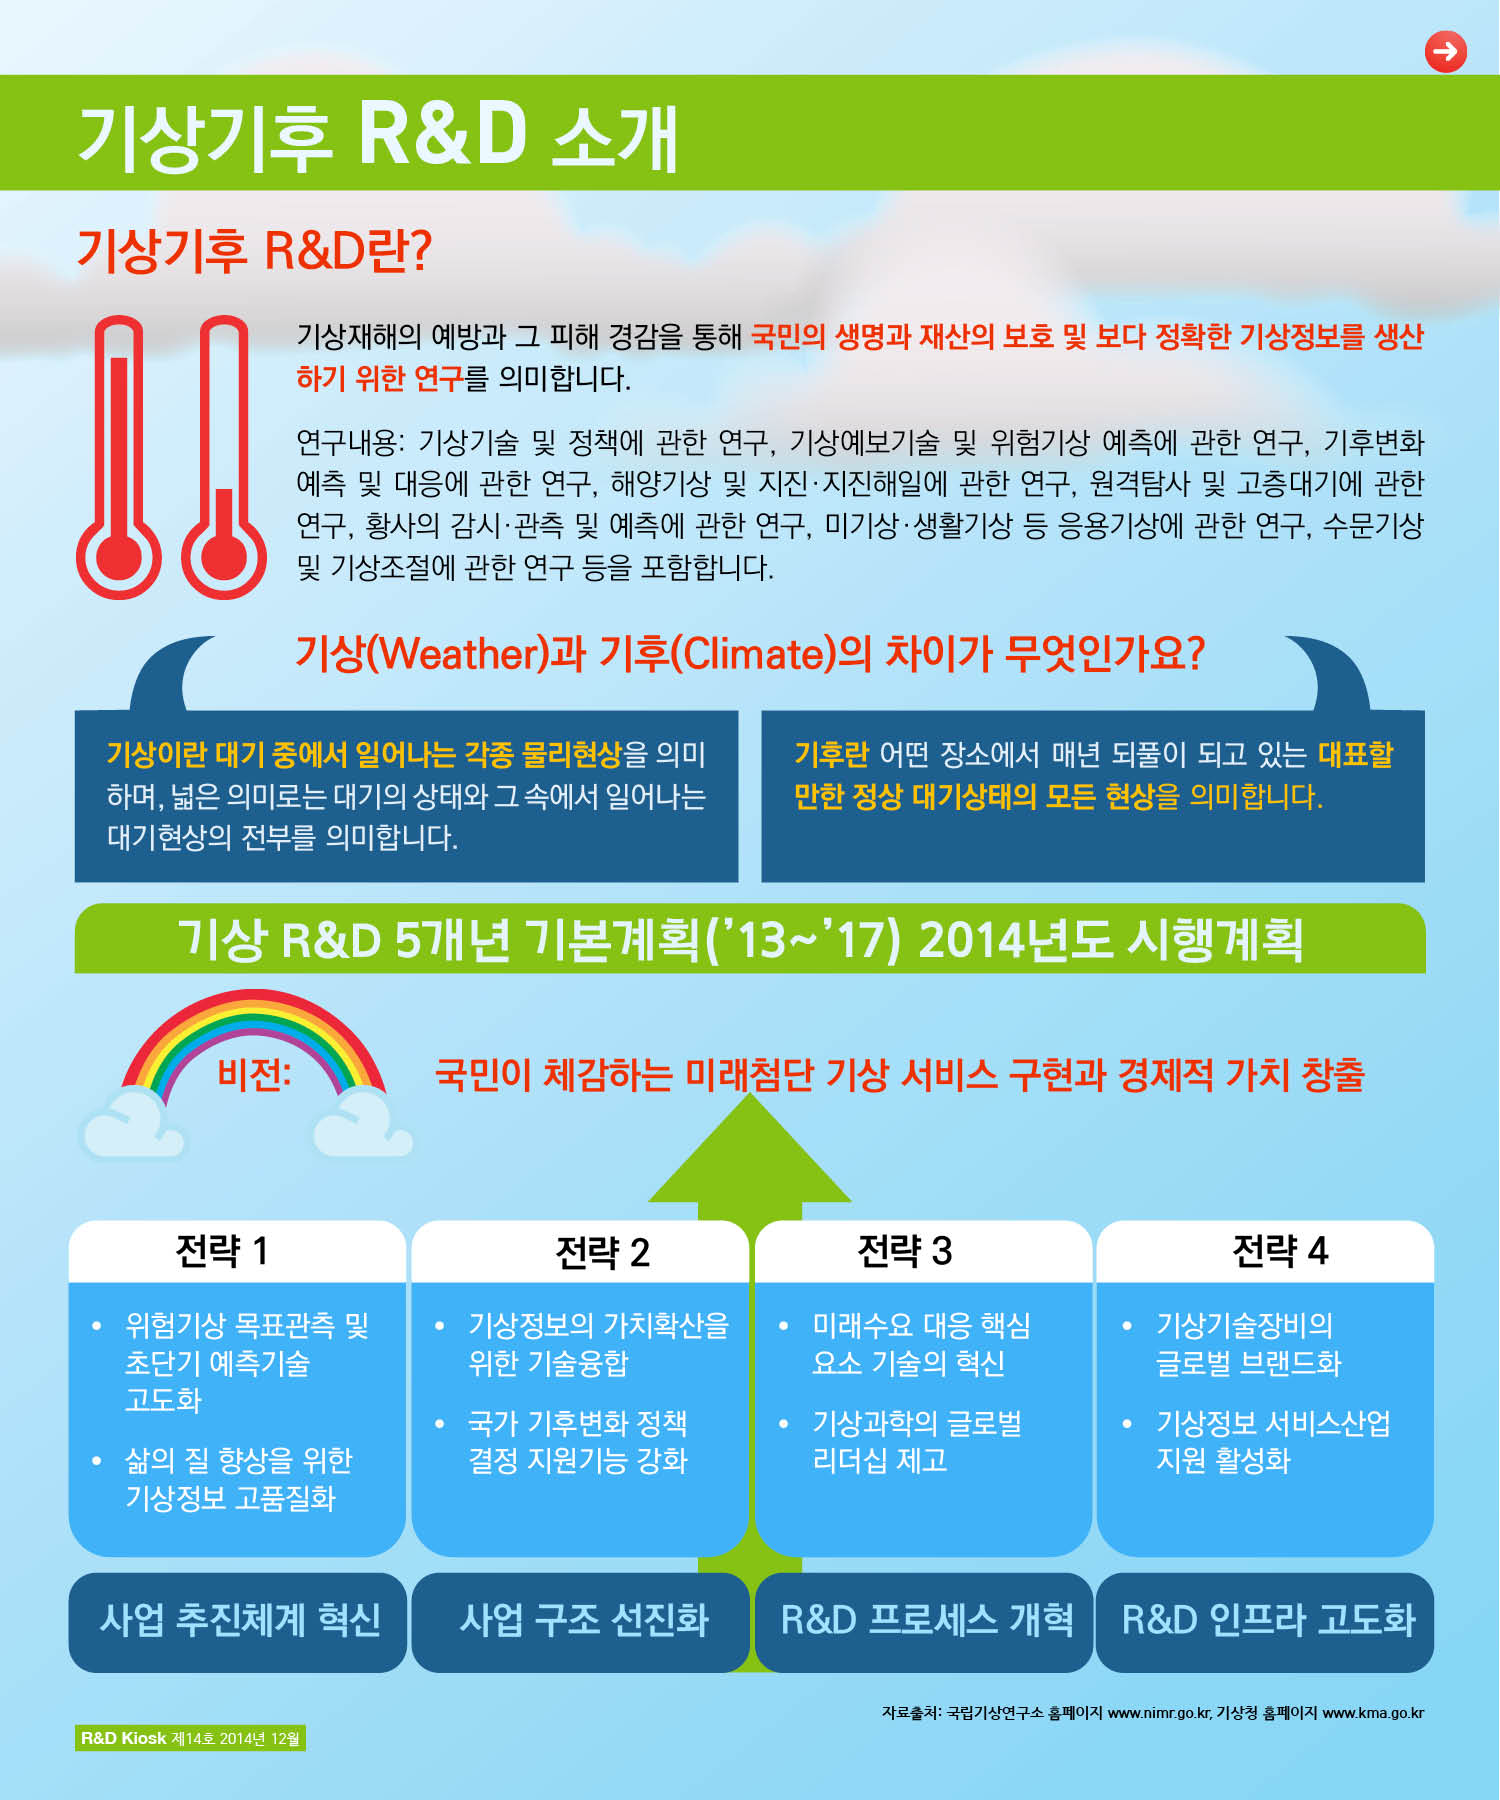 기상기후 R&D 소개
기상기후 R&D란?
기상재해의 예방과 그 피해 경감을 통해 국민의 생명과 재산의 보호 및 보다 정확한 기상정보를 생산
하기 위한 연구를 의미합니다.
연구내용: 기상기술 및 정책에 관한 연구, 기상예보기술 및 위험기상 예측에 관한 연구, 기후변화
예측 및 대응에 관한 연구, 해양기상 및 지진·지진해일에 관한 연구, 원격탐사 및 고층대기에 관한
연구, 황사의 감시·관측 및 예측에 관한 연구, 미기상·생활기상 등 응용기상에 관한 연구, 수문기상
및 기상조절에 관한 연구 등을 포함합니다.
기상(Weather)과 기후(Climate)의 차이가 무엇인가요?
기상이란 대기 중에서 일어나는 각종 물리현상을 의미
하며, 넓은 의미로는 대기의 상태와 그 속에서 일어나는
대기현상의 전부를 의미합니다.
기후란 어떤 장소에서 매년 되풀이 되고 있는 대표할
만한 정상 대기상태의 모든 현상을 의미합니다.
기상 R&D 5개년 기본계획('13~'17) 2014년도 시행계획
비전:
국민이 체감하는 미래첨단 기상 서비스 구현과 경제적 가치 창출
전략 1
• 위험기상 목표관측 및
초단기 예측기술
고도화
• 삶의 질 향상을 위한
기상정보 고품질화
전략 2
• 기상정보의 가치확산을
위한 기술융합
• 국가 기후변화 정책
결정 지원기능 강화
전략 3
• 미래수요 대응 핵심
요소 기술의 혁신
• 기상과학의 글로벌
리더십 제고
전략 4
• 기상기술장비의
글로벌 브랜드화
• 기상정보 서비스산업
지원 활성화
사업 추진체계 혁신
사업 구조 선진화
R&D 프로세스 개혁
R&D 인프라 고도화
자료출처: 국립기상연구소 홈페이지 www.nimr.go.kr, 기상청 홈페이지 www.kma.go.kr
R&D Kiosk 제14호 2014년 12월